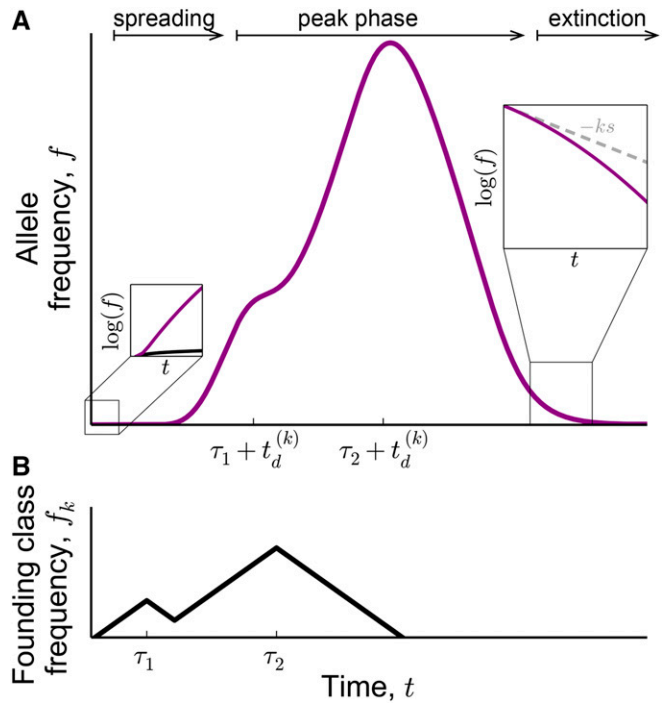 A
spreading
peak phase
extinction
Allele
frequency, f
log(f)
t
−ks
log(f)
t
τ₁ + t_d^(k)
τ₂ + t_d^(k)
B
Founding class
frequency, f_k
τ₁
τ₂
Time, t